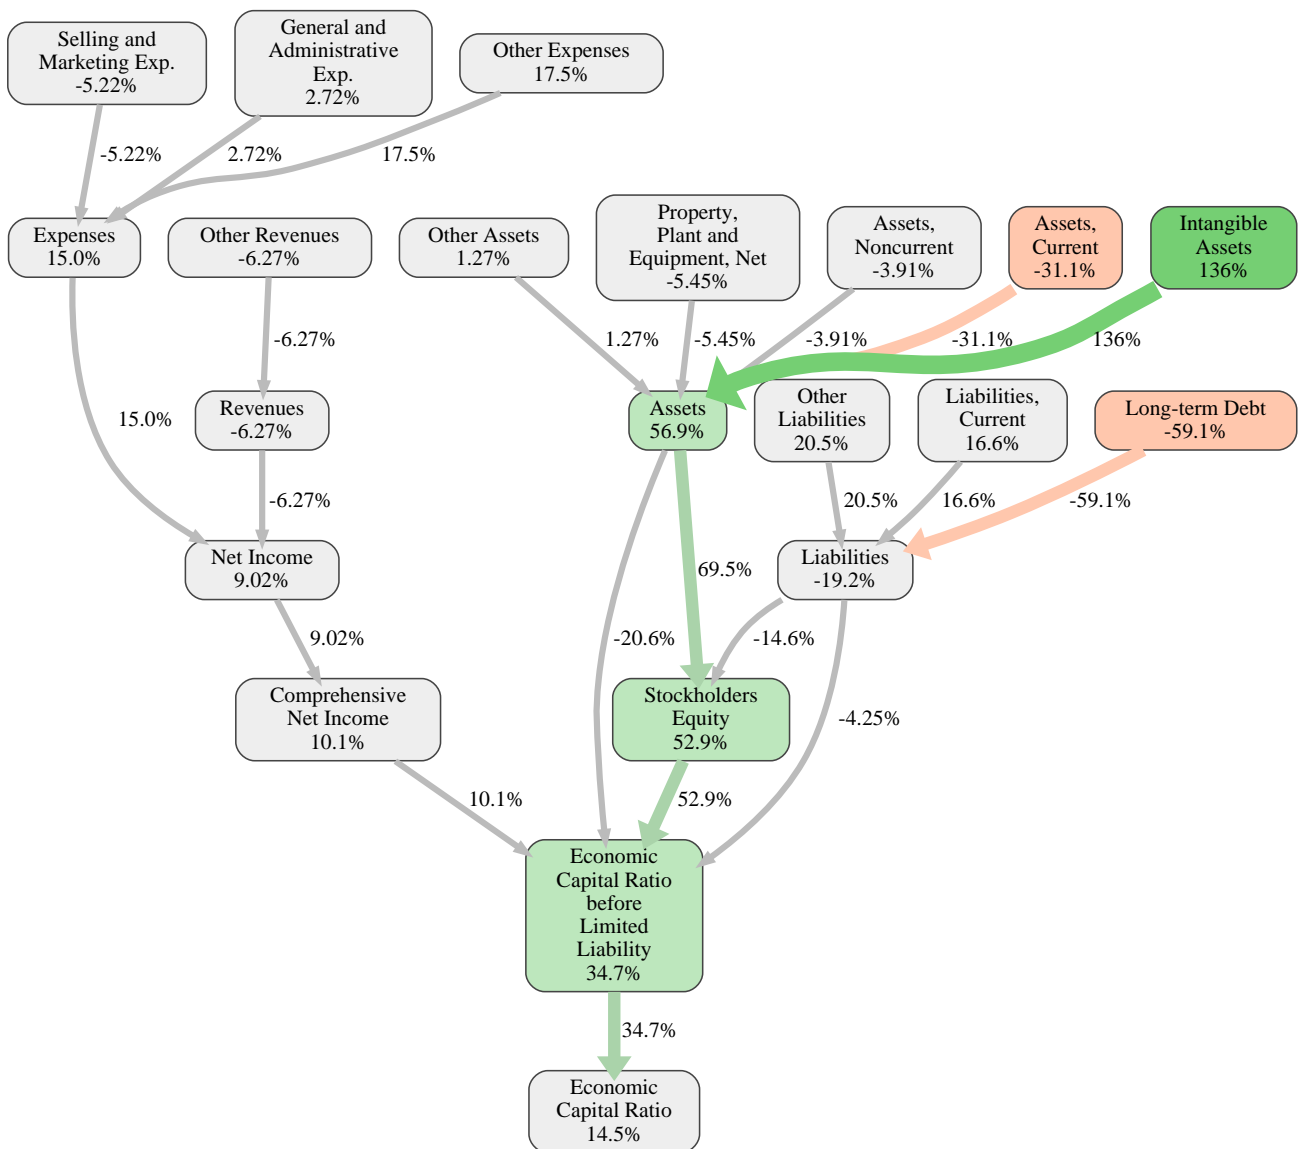 Selling and
Marketing Exp.
-5.22%
General and
Administrative
Exp.
2.72%
Other Expenses
17.5%
-5.22%
2.72%
17.5%
Expenses
15.0%
Other Revenues
-6.27%
Other Assets
1.27%
Property,
Plant and
Equipment, Net
-5.45%
Assets,
Noncurrent
-3.91%
Assets,
Current
-31.1%
Intangible
Assets
136%
-6.27%
1.27%
-5.45%
-3.91%
-31.1%
136%
15.0%
Revenues
-6.27%
Assets
56.9%
Other
Liabilities
20.5%
Liabilities,
Current
16.6%
Long-term Debt
-59.1%
-6.27%
20.5%
16.6%
-59.1%
Net Income
9.02%
69.5%
Liabilities
-19.2%
9.02%
-20.6%
-14.6%
Comprehensive
Net Income
10.1%
Stockholders
Equity
52.9%
-4.25%
10.1%
52.9%
Economic
Capital Ratio
before
Limited
Liability
34.7%
34.7%
Economic
Capital Ratio
14.5%